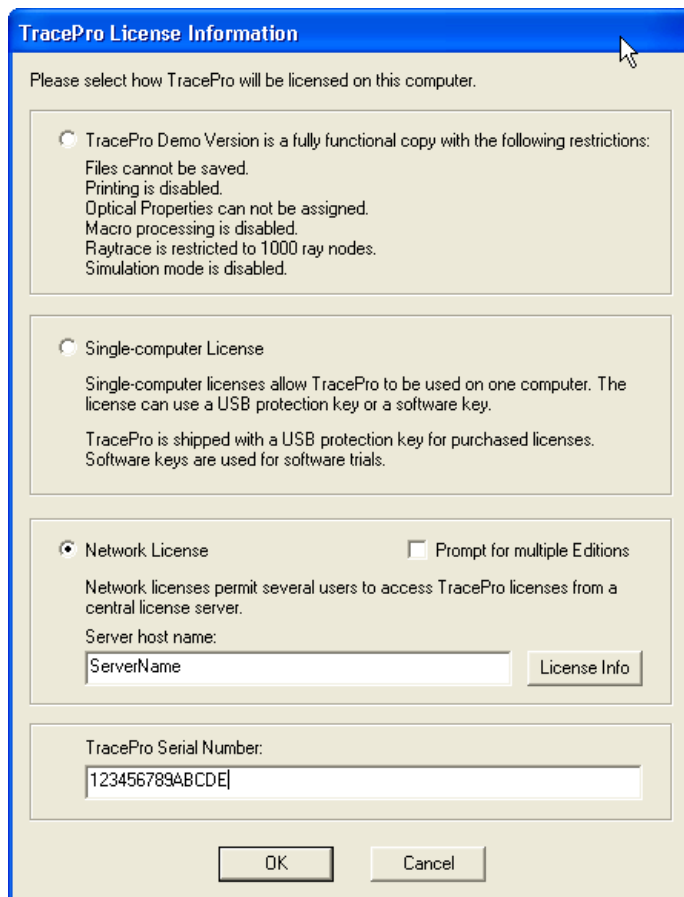 TracePro License Information
Please select how TracePro will be licensed on this computer.
TracePro Demo Version is a fully functional copy with the following restrictions:
Files cannot be saved.
Printing is disabled.
Optical Properties can not be assigned.
Macro processing is disabled.
Raytrace is restricted to 1000 ray nodes.
Simulation mode is disabled.
Single-computer License
Single-computer licenses allow TracePro to be used on one computer. The
license can use a USB protection key or a software key.
TracePro is shipped with a USB protection key for purchased licenses.
Software keys are used for software trials.
Network License Prompt for multiple Editions
Network licenses permit several users to access TracePro licenses from a
central license server.
Server host name:
ServerName License Info
TracePro Serial Number:
123456789ABCDE
OK Cancel